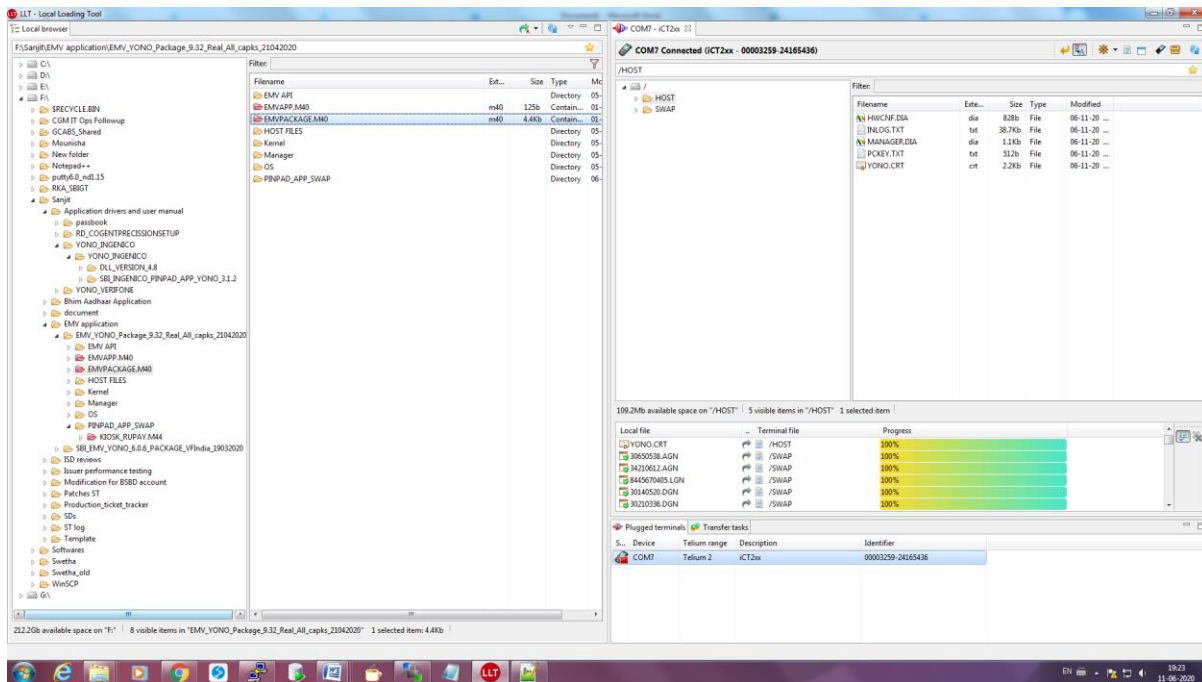 LLT - Local Loading Tool
Local browser
F:\Sanjit\EMV application\EMV_YONO_Package_9.32_Real_All_capks_21042020
C:\
D:\
E:\
F:\
$RECYCLE.BIN
CGM IT Ops Followup
GCABS_Shared
Mounisha
New folder
Notepad++
putty6.0_nd1.15
RKA_SBIGT
Sanjit
Application drivers and user manual
passbook
RD_COGENTPRECISSIONSETUP
YONO_INGENICO
YONO_INGENICO
DLL_VERSION_4.8
SBI_INGENICO_PINPAD_APP_YONO_3.1.2
YONO_VERIFONE
Bhim Aadhaar Application
document
EMV application
EMV_YONO_Package_9.32_Real_All_capks_21042020
EMV API
EMVAPP.M40
EMVPACKAGE.M40
HOST FILES
Kernel
Manager
OS
PINPAD_APP_SWAP
KIOSK_RUPAY.M44
SBI_EMV_YONO_6.0.6_PACKAGE_VFIndia_19032020
ISD reviews
Issuer performance testing
Modification for BSBD account
Patches ST
Production_ticket_tracker
SDs
ST log
Template
Softwares
Swetha
Swetha_old
WinSCP
G:\
Filter:
Filename Ext... Size Type Mc
EMV API Directory 05-
EMVAPP.M40 m40 125b Contain... 01-
EMVPACKAGE.M40 m40 4.4Kb Contain... 01-
HOST FILES Directory 05-
Kernel Directory 05-
Manager Directory 05-
OS Directory 05-
PINPAD_APP_SWAP Directory 06-
212.2Gb available space on "F:" 8 visible items in "EMV_YONO_Package_9.32_Real_All_capks_21042020" 1 selected item: 4.4Kb
COM7 - iCT2xx
COM7 Connected (iCT2xx - 00003259-24165436)
/HOST
/
HOST
SWAP
Filter:
Filename Exte... Size Type Modified
HWCNF.DIA dia 828b File 06-11-20 ...
INLOG.TXT txt 38.7Kb File 06-11-20 ...
MANAGER.DIA dia 1.1Kb File 06-11-20 ...
PCKEY.TXT txt 512b File 06-11-20 ...
YONO.CRT crt 2.2Kb File 06-11-20 ...
109.2Mb available space on "/HOST" 5 visible items in "/HOST" 1 selected item
Local file .. Terminal file Progress
YONO.CRT /HOST 100%
30650538.AGN /SWAP 100%
34210612.AGN /SWAP 100%
8445670405.LGN /SWAP 100%
30140520.DGN /SWAP 100%
30210336.DGN /SWAP 100%
Plugged terminals Transfer tasks
S... Device Telium range Description Identifier
COM7 Telium 2 iCT2xx 00003259-24165436
LLT
EN
19:23
11-06-2020